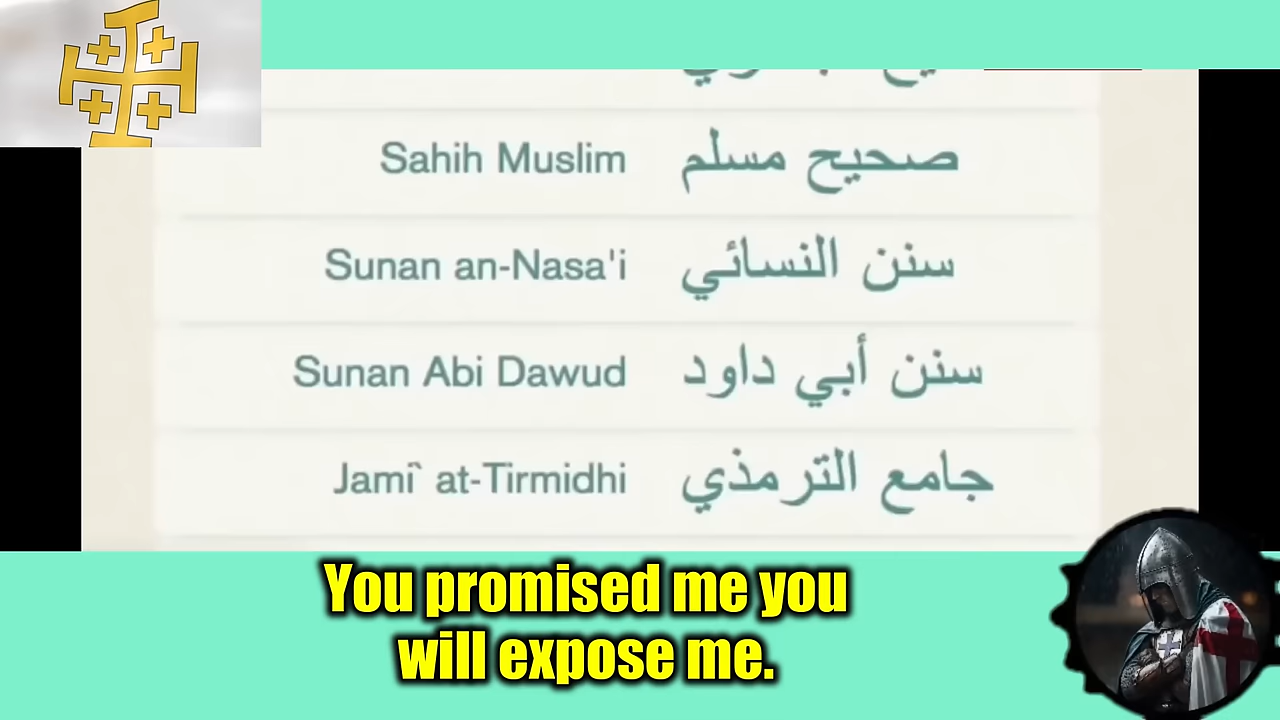 Sahih Muslim صحيح مسلم
Sunan an-Nasa'i سنن النسائي
Sunan Abi Dawud سنن أبي داود
Jami` at-Tirmidhi جامع الترمذي
You promised me you
will expose me.